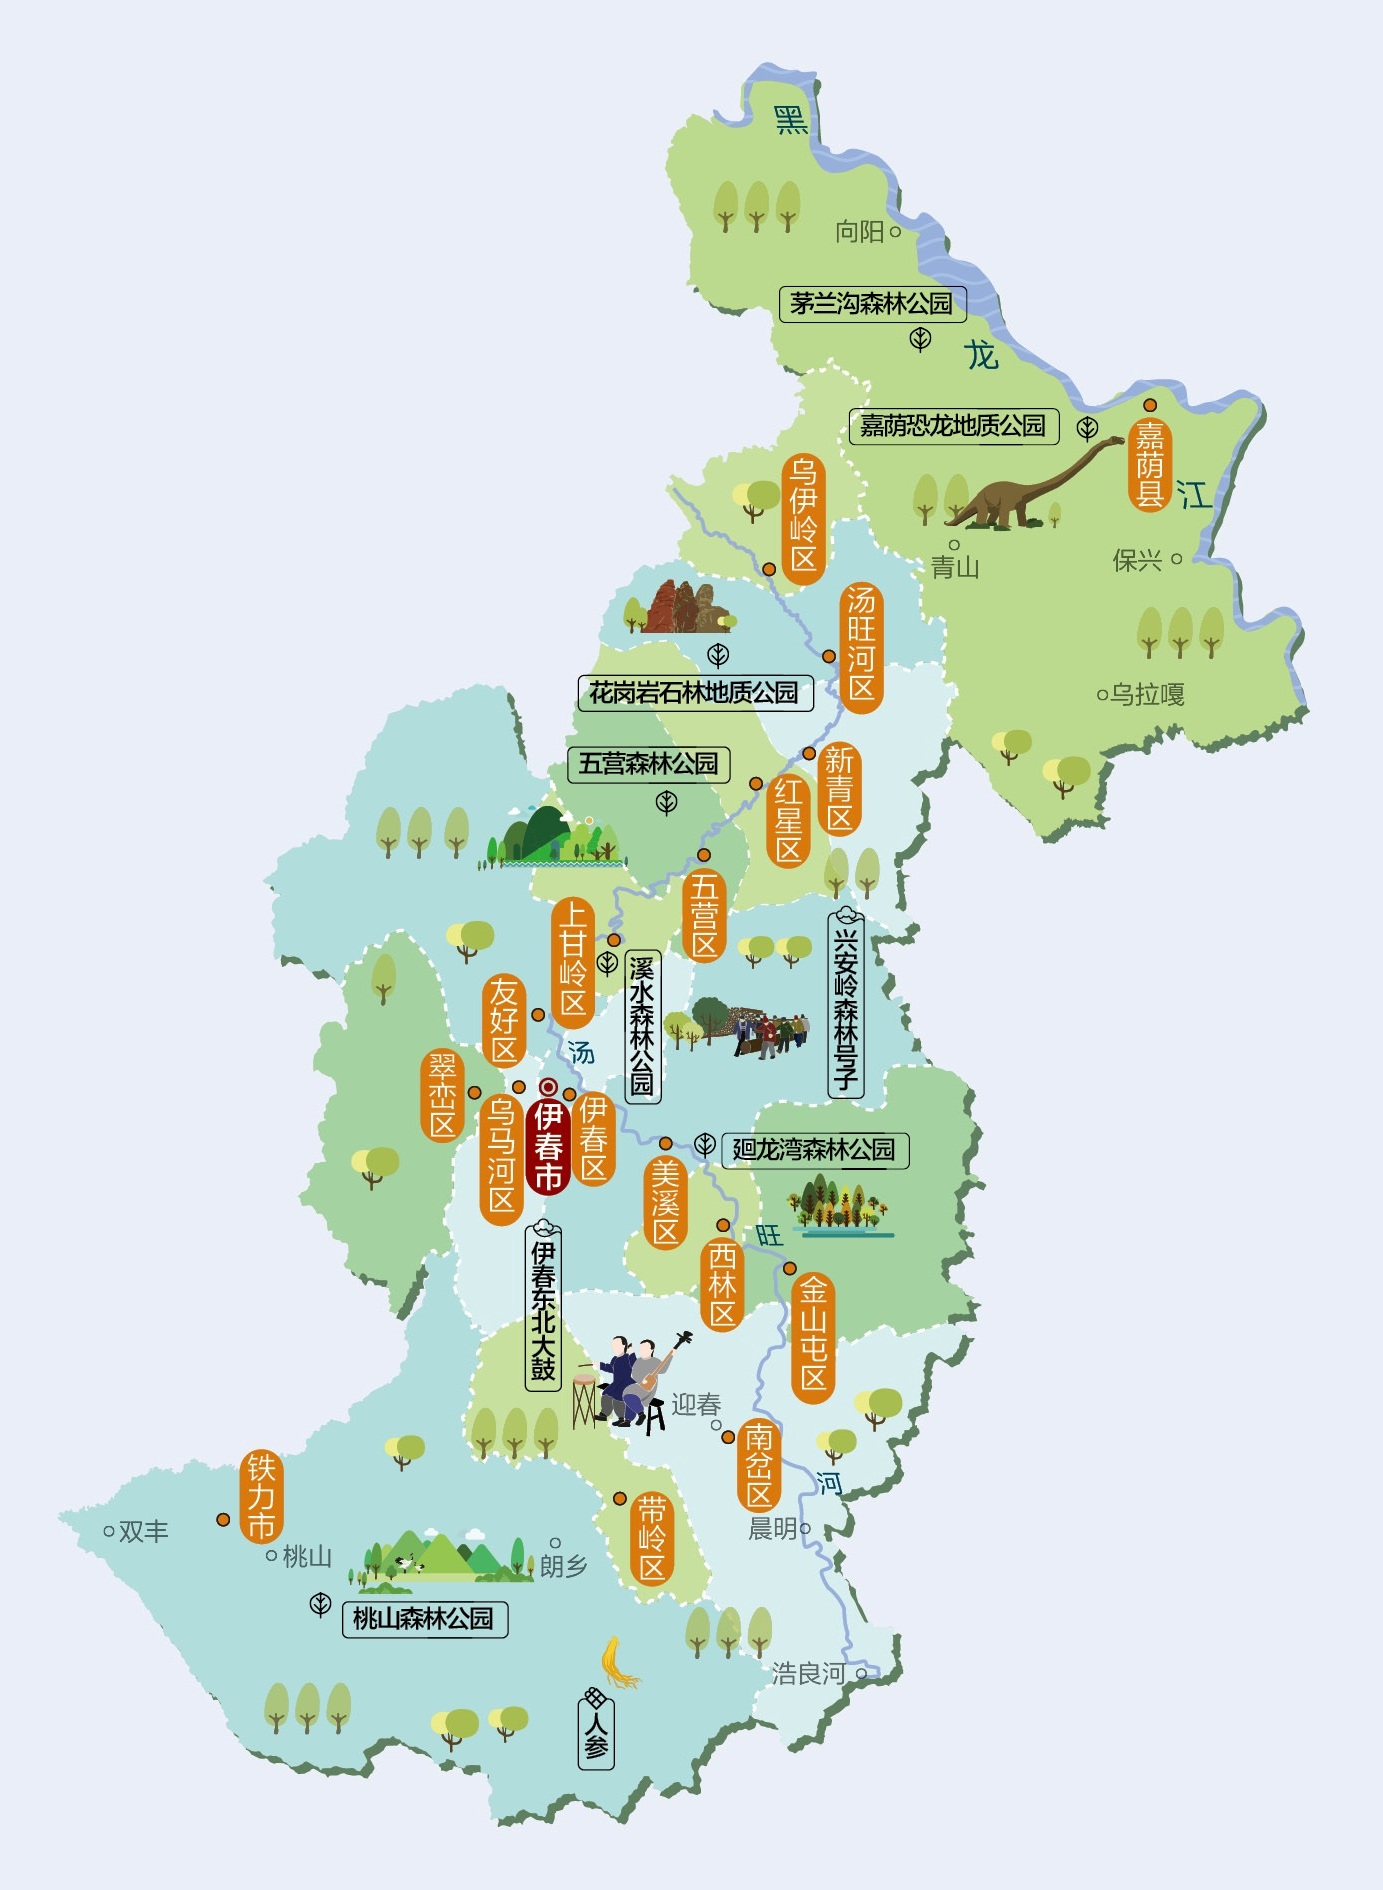 黑
向阳
茅兰沟森林公园
龙
嘉荫恐龙地质公园
嘉荫县
江
乌伊岭区
青山
保兴
汤旺河区
花岗岩石林地质公园
乌拉嘎
五营森林公园
新青区
红星区
五营区
上甘岭区
兴安岭森林号子
溪水森林公园
友好区
汤
翠峦区
乌马河区
伊春市
伊春区
廻龙湾森林公园
美溪区
旺
西林区
伊春东北大鼓
金山屯区
迎春
南岔区
河
铁力市
双丰
桃山
朗乡
带岭区
晨明
桃山森林公园
浩良河
人参